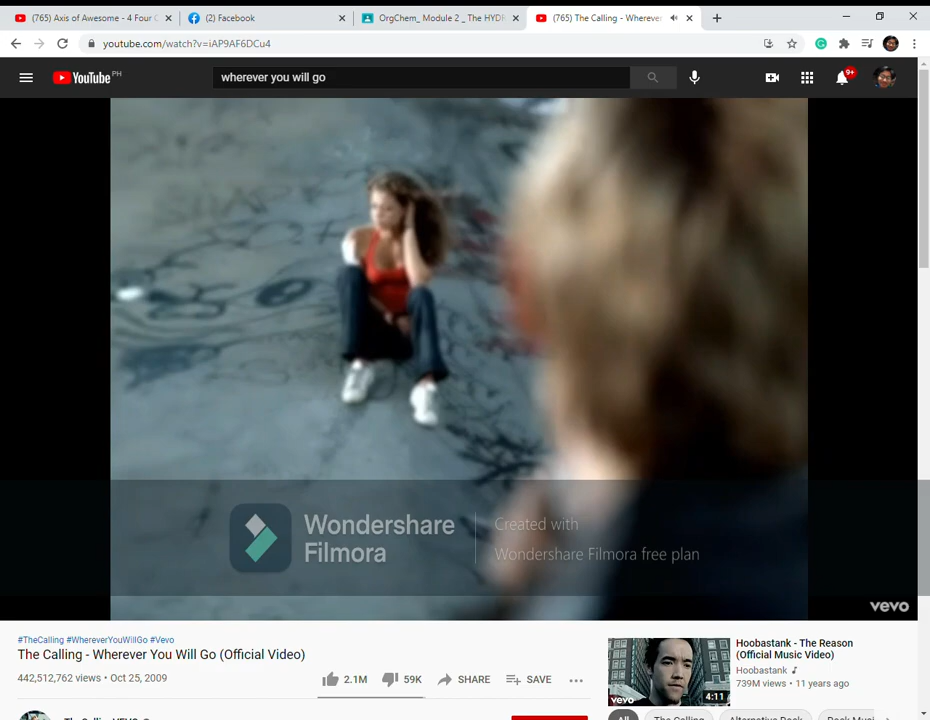 (765) Axis of Awesome - 4 Four C
(2) Facebook
OrgChem_ Module 2 _ The HYDR
(765) The Calling - Wherever
youtube.com/watch?v=iAP9AF6DCu4
YouTube PH
wherever you will go
9+
Wondershare
Filmora
Created with
Wondershare Filmora free plan
vevo
#TheCalling #WhereverYouWillGo #Vevo
The Calling - Wherever You Will Go (Official Video)
442,512,762 views • Oct 25, 2009
2.1M
59K
SHARE
SAVE
Hoobastank - The Reason
(Official Music Video)
Hoobastank
739M views • 11 years ago
vevo
4:11
All
The Calling
Alternative Rock